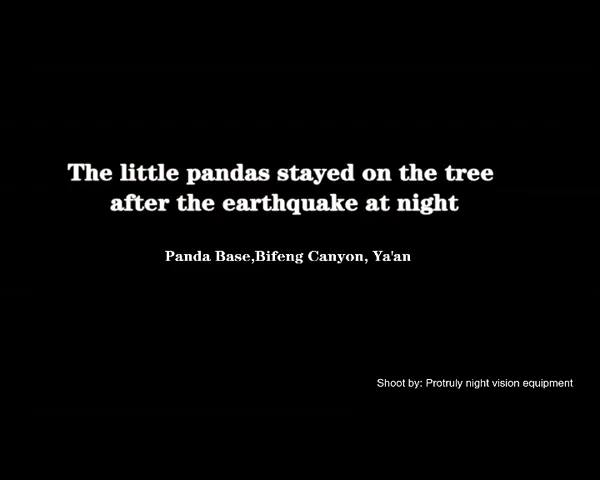 The little pandas stayed on the tree
after the earthquake at night
Panda Base,Bifeng Canyon, Ya'an
Shoot by: Protruly night vision equipment